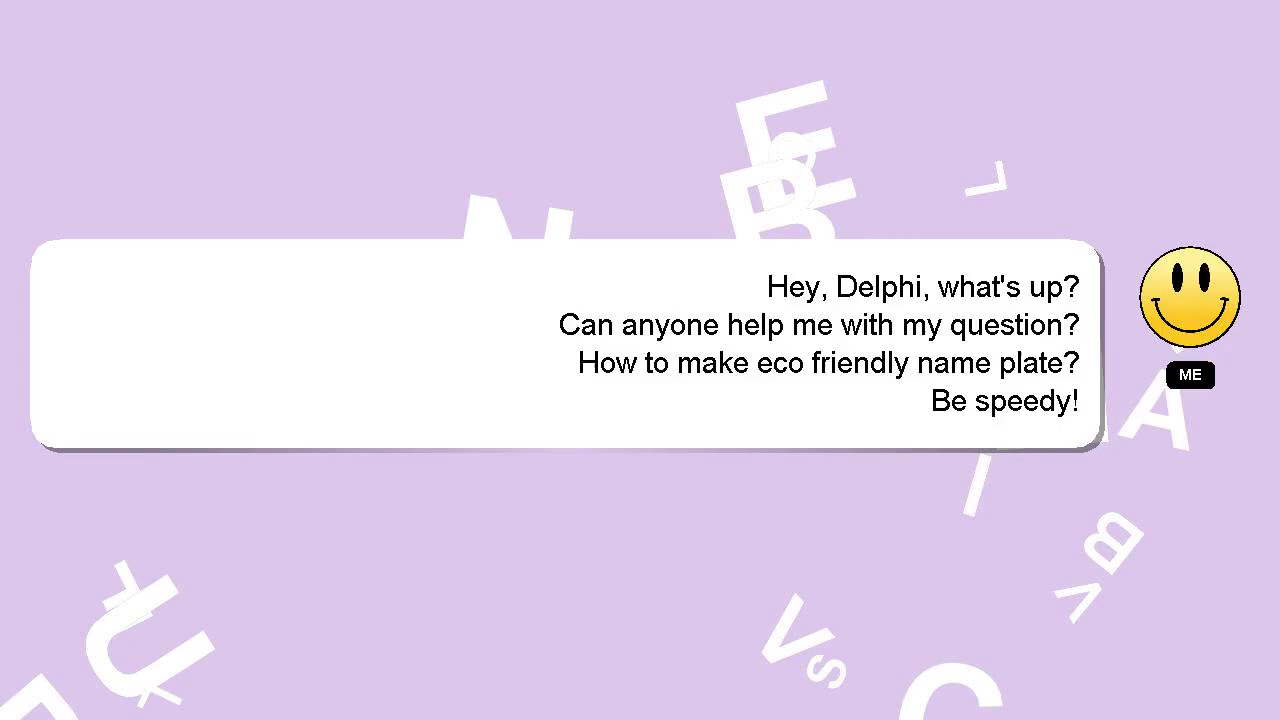 E
R
N
L
Hey, Delphi, what's up?
Can anyone help me with my question?
How to make eco friendly name plate?
Be speedy!
ME
A
I
B
V
U
V
S
C